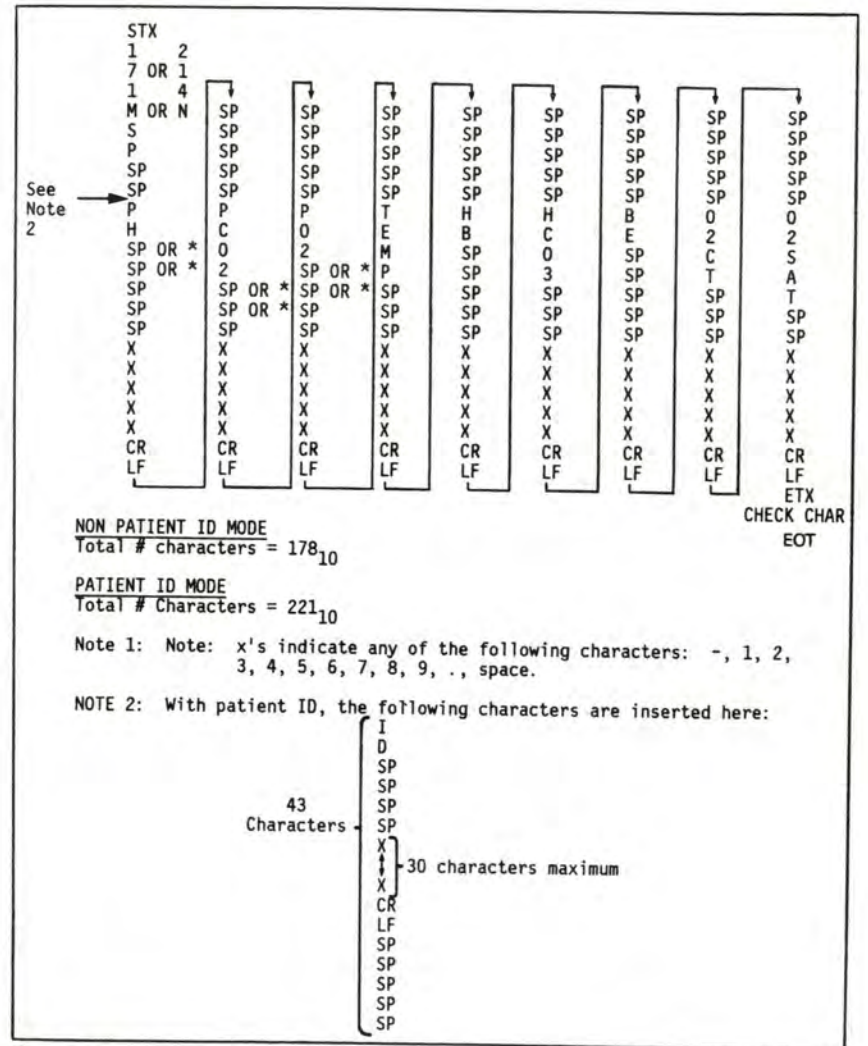 STX
1 2
7 OR 1
1 4
M OR N
S
P
SP
SP
See
Note
2
P
H
SP OR *
SP OR *
SP
SP
SP
X
X
X
X
X
CR
LF
SP
SP
SP
SP
SP
P
C
O
2
SP OR *
SP OR *
SP
X
X
X
X
X
CR
LF
SP
SP
SP
SP
SP
P
O
2
SP OR *
SP OR *
SP
SP
X
X
X
X
X
CR
LF
SP
SP
SP
SP
SP
T
E
M
P
SP
SP
SP
X
X
X
X
X
CR
LF
SP
SP
SP
SP
SP
H
B
SP
SP
SP
SP
SP
X
X
X
X
X
CR
LF
SP
SP
SP
SP
SP
H
C
O
3
SP
SP
SP
X
X
X
X
X
CR
LF
SP
SP
SP
SP
SP
B
E
SP
SP
SP
SP
SP
X
X
X
X
X
CR
LF
SP
SP
SP
SP
SP
O
2
C
T
SP
SP
SP
X
X
X
X
X
CR
LF
SP
SP
SP
SP
SP
O
2
S
A
T
SP
SP
X
X
X
X
X
CR
LF
ETX
CHECK CHAR
EOT
NON PATIENT ID MODE
Total # characters = 178₁₀
PATIENT ID MODE
Total # Characters = 221₁₀
Note 1: Note: x's indicate any of the following characters: -, 1, 2,
3, 4, 5, 6, 7, 8, 9, ., space.
NOTE 2: With patient ID, the following characters are inserted here:
43
Characters
I
D
SP
SP
SP
SP
X
30 characters maximum
X
CR
LF
SP
SP
SP
SP
SP